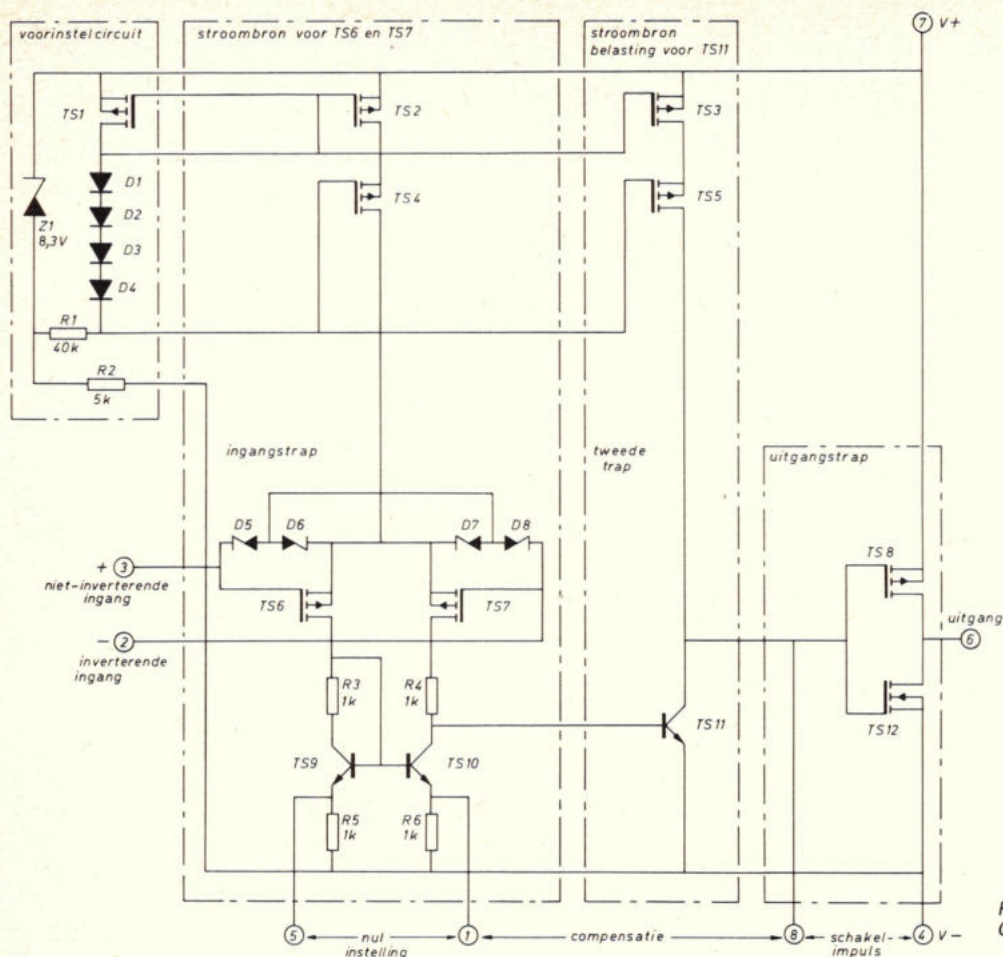 voorinstelcircuit
stroombron voor TS6 en TS7
stroombron
belasting voor TS11
7 V+
TS1
TS2
TS3
D1
D2
D3
D4
Z1
8,3V
TS4
TS5
R1
40k
R2
5k
ingangstrap
tweede
trap
uitgangstrap
D5
D6
D7
D8
+ 3
niet-inverterende
ingang
TS6
TS7
TS8
- 2
inverterende
ingang
uitgang
6
R3
1k
R4
1k
TS11
TS12
TS9
TS10
R5
1k
R6
1k
5
nul
instelling
1
compensatie
8
schakel-
impuls
4 V-